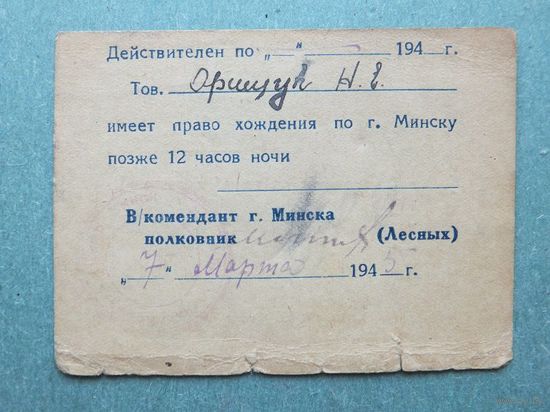 Действителен по „ “ 194 г.
Тов. Орищук Н. Е.
имеет право хождения по г. Минску
позже 12 часов ночи
В/комендант г. Минска
полковник (Лесных)
„7“ Марта 1945 г.